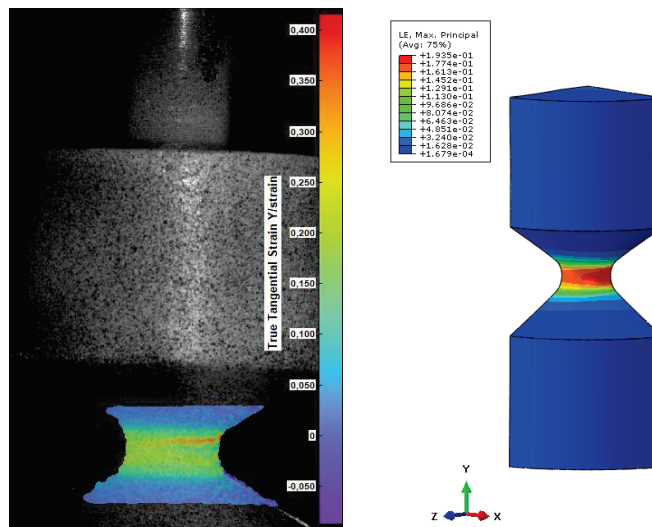 0,400
0,350
0,300
0,250
0,200
0,150
0,100
0,050
0
-0,050
True Tangential Strain Y/strain
LE, Max. Principal
(Avg: 75%)
+1.935e-01
+1.774e-01
+1.613e-01
+1.452e-01
+1.291e-01
+1.130e-01
+9.686e-02
+8.074e-02
+6.463e-02
+4.851e-02
+3.240e-02
+1.628e-02
+1.679e-04
Y
Z
X